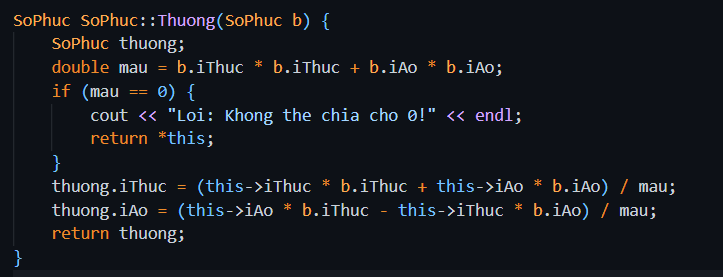 SoPhuc SoPhuc::Thuong(SoPhuc b) {
    SoPhuc thuong;
    double mau = b.iThuc * b.iThuc + b.iAo * b.iAo;
    if (mau == 0) {
        cout << "Loi: Khong the chia cho 0!" << endl;
        return *this;
    }
    thuong.iThuc = (this->iThuc * b.iThuc + this->iAo * b.iAo) / mau;
    thuong.iAo = (this->iAo * b.iThuc - this->iThuc * b.iAo) / mau;
    return thuong;
}